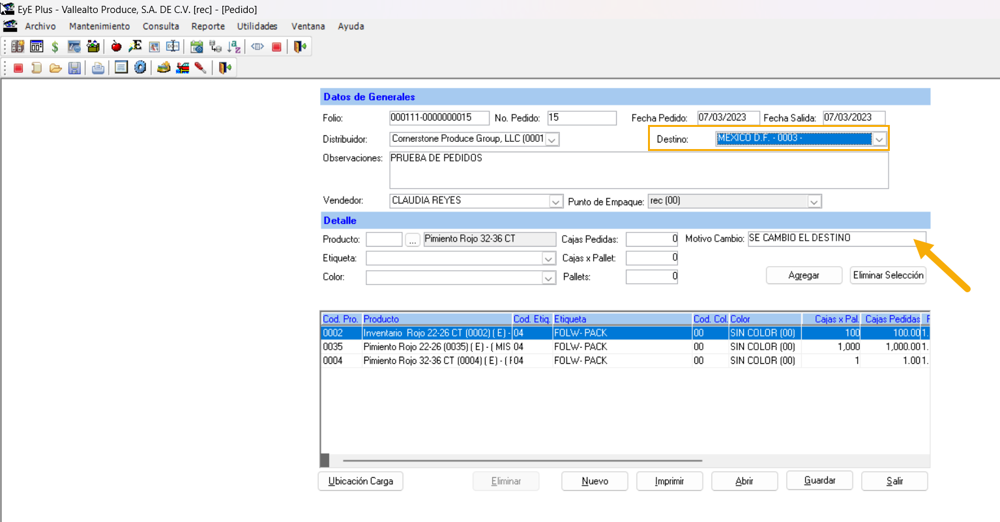 EyE Plus - Vallealto Produce, S.A. DE C.V. [rec] - [Pedido]
Archivo Mantenimiento Consulta Reporte Utilidades Ventana Ayuda
Datos de Generales
Folio: 000111-0000000015 No. Pedido: 15 Fecha Pedido: 07/03/2023 Fecha Salida: 07/03/2023
Distribuidor: Cornerstone Produce Group, LLC (0001 Destino: MEXICO D.F. - 0003 -
Observaciones: PRUEBA DE PEDIDOS
Vendedor: CLAUDIA REYES Punto de Empaque: rec (00)
Detalle
Producto: ... Pimiento Rojo 32-36 CT Cajas Pedidas: 0 Motivo Cambio: SE CAMBIO EL DESTINO
Etiqueta: Cajas x Pallet: 0
Color: Pallets: 0 Agregar Eliminar Selección
Cod. Pro. Producto Cod. Etiq. Etiqueta Cod. Col. Color Cajas x Pal. Cajas Pedidas
0002 Inventario Rojo 22-26 CT (0002) ( E) - 04 FOLW- PACK 00 SIN COLOR (00) 100 100.00 1.
0035 Pimiento Rojo 22-26 (0035) ( E) - ( MIS 04 FOLW- PACK 00 SIN COLOR (00) 1,000 1,000.00 1.
0004 Pimiento Rojo 32-36 CT (0004) ( E) - ( F 04 FOLW- PACK 00 SIN COLOR (00) 1 1.00 1.
Ubicación Carga Eliminar Nuevo Imprimir Abrir Guardar Salir